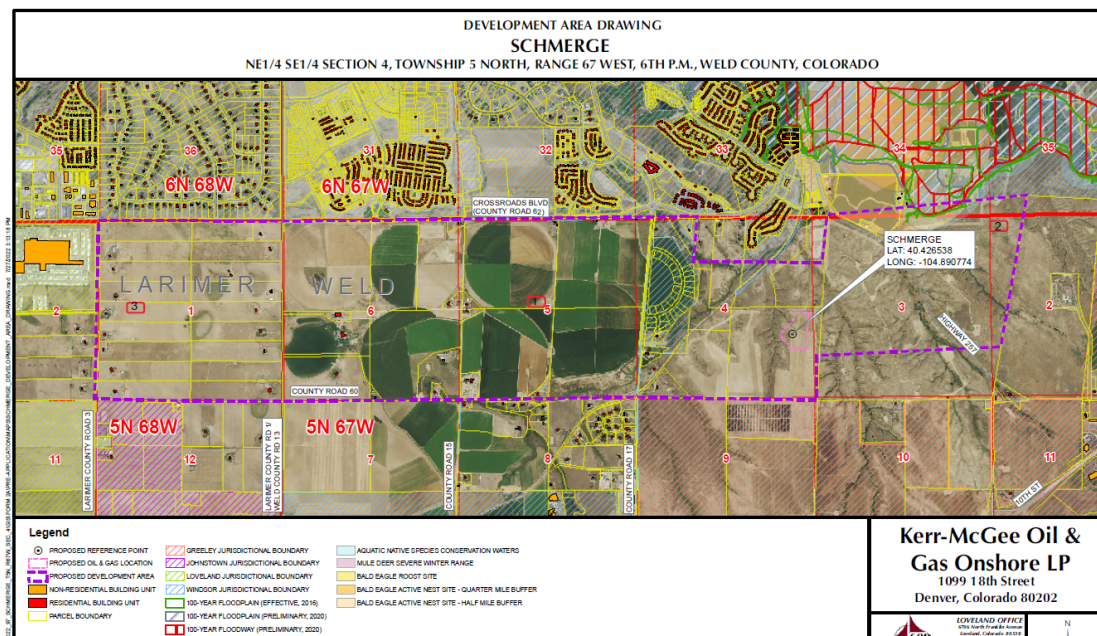 DEVELOPMENT AREA DRAWING
SCHMERGE
NE1/4 SE1/4 SECTION 4, TOWNSHIP 5 NORTH, RANGE 67 WEST, 6TH P.M., WELD COUNTY, COLORADO
35
36
31
32
33
34
35
6N 68W
6N 67W
CROSSROADS BLVD
(COUNTY ROAD 62)
SCHMERGE
LAT: 40.426538
LONG: -104.890774
2
LARIMER
WELD
3
1
2
1
6
5
4
3
2
HIGHWAY 257
COUNTY ROAD 60
5N 68W
5N 67W
LARIMER COUNTY ROAD 3
LARIMER COUNTY RD 1/
WELD COUNTY RD 13
COUNTY ROAD 15
COUNTY ROAD 17
11
12
7
8
9
10
11
10TH ST
Legend
PROPOSED REFERENCE POINT
PROPOSED OIL & GAS LOCATION
PROPOSED DEVELOPMENT AREA
NON-RESIDENTIAL BUILDING UNIT
RESIDENTIAL BUILDING UNIT
PARCEL BOUNDARY
GREELEY JURISDICTIONAL BOUNDARY
JOHNSTOWN JURISDICTIONAL BOUNDARY
LOVELAND JURISDICTIONAL BOUNDARY
WINDSOR JURISDICTIONAL BOUNDARY
100-YEAR FLOODPLAIN (EFFECTIVE, 2016)
100-YEAR FLOODPLAIN (PRELIMINARY, 2020)
100-YEAR FLOODWAY (PRELIMINARY, 2020)
AQUATIC NATIVE SPECIES CONSERVATION WATERS
MULE DEER SEVERE WINTER RANGE
BALD EAGLE ROOST SITE
BALD EAGLE ACTIVE NEST SITE - QUARTER MILE BUFFER
BALD EAGLE ACTIVE NEST SITE - HALF MILE BUFFER
Kerr-McGee Oil &
Gas Onshore LP
1099 18th Street
Denver, Colorado 80202
LOVELAND OFFICE
6706 North Franklin Avenue
Loveland, Colorado 80538
N